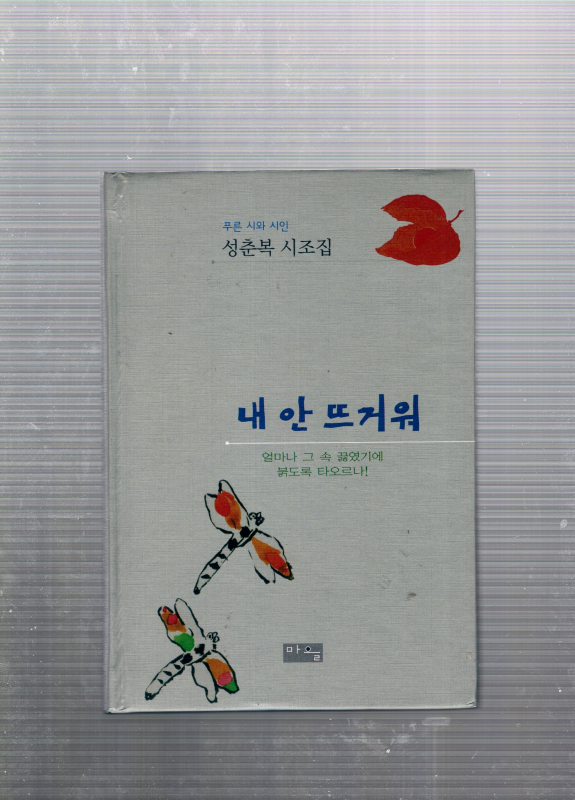 푸른 시와 시인
성춘복 시조집
내 안 뜨거워
얼마나 그 속 끓였기에
붉도록 타오르나!
마을